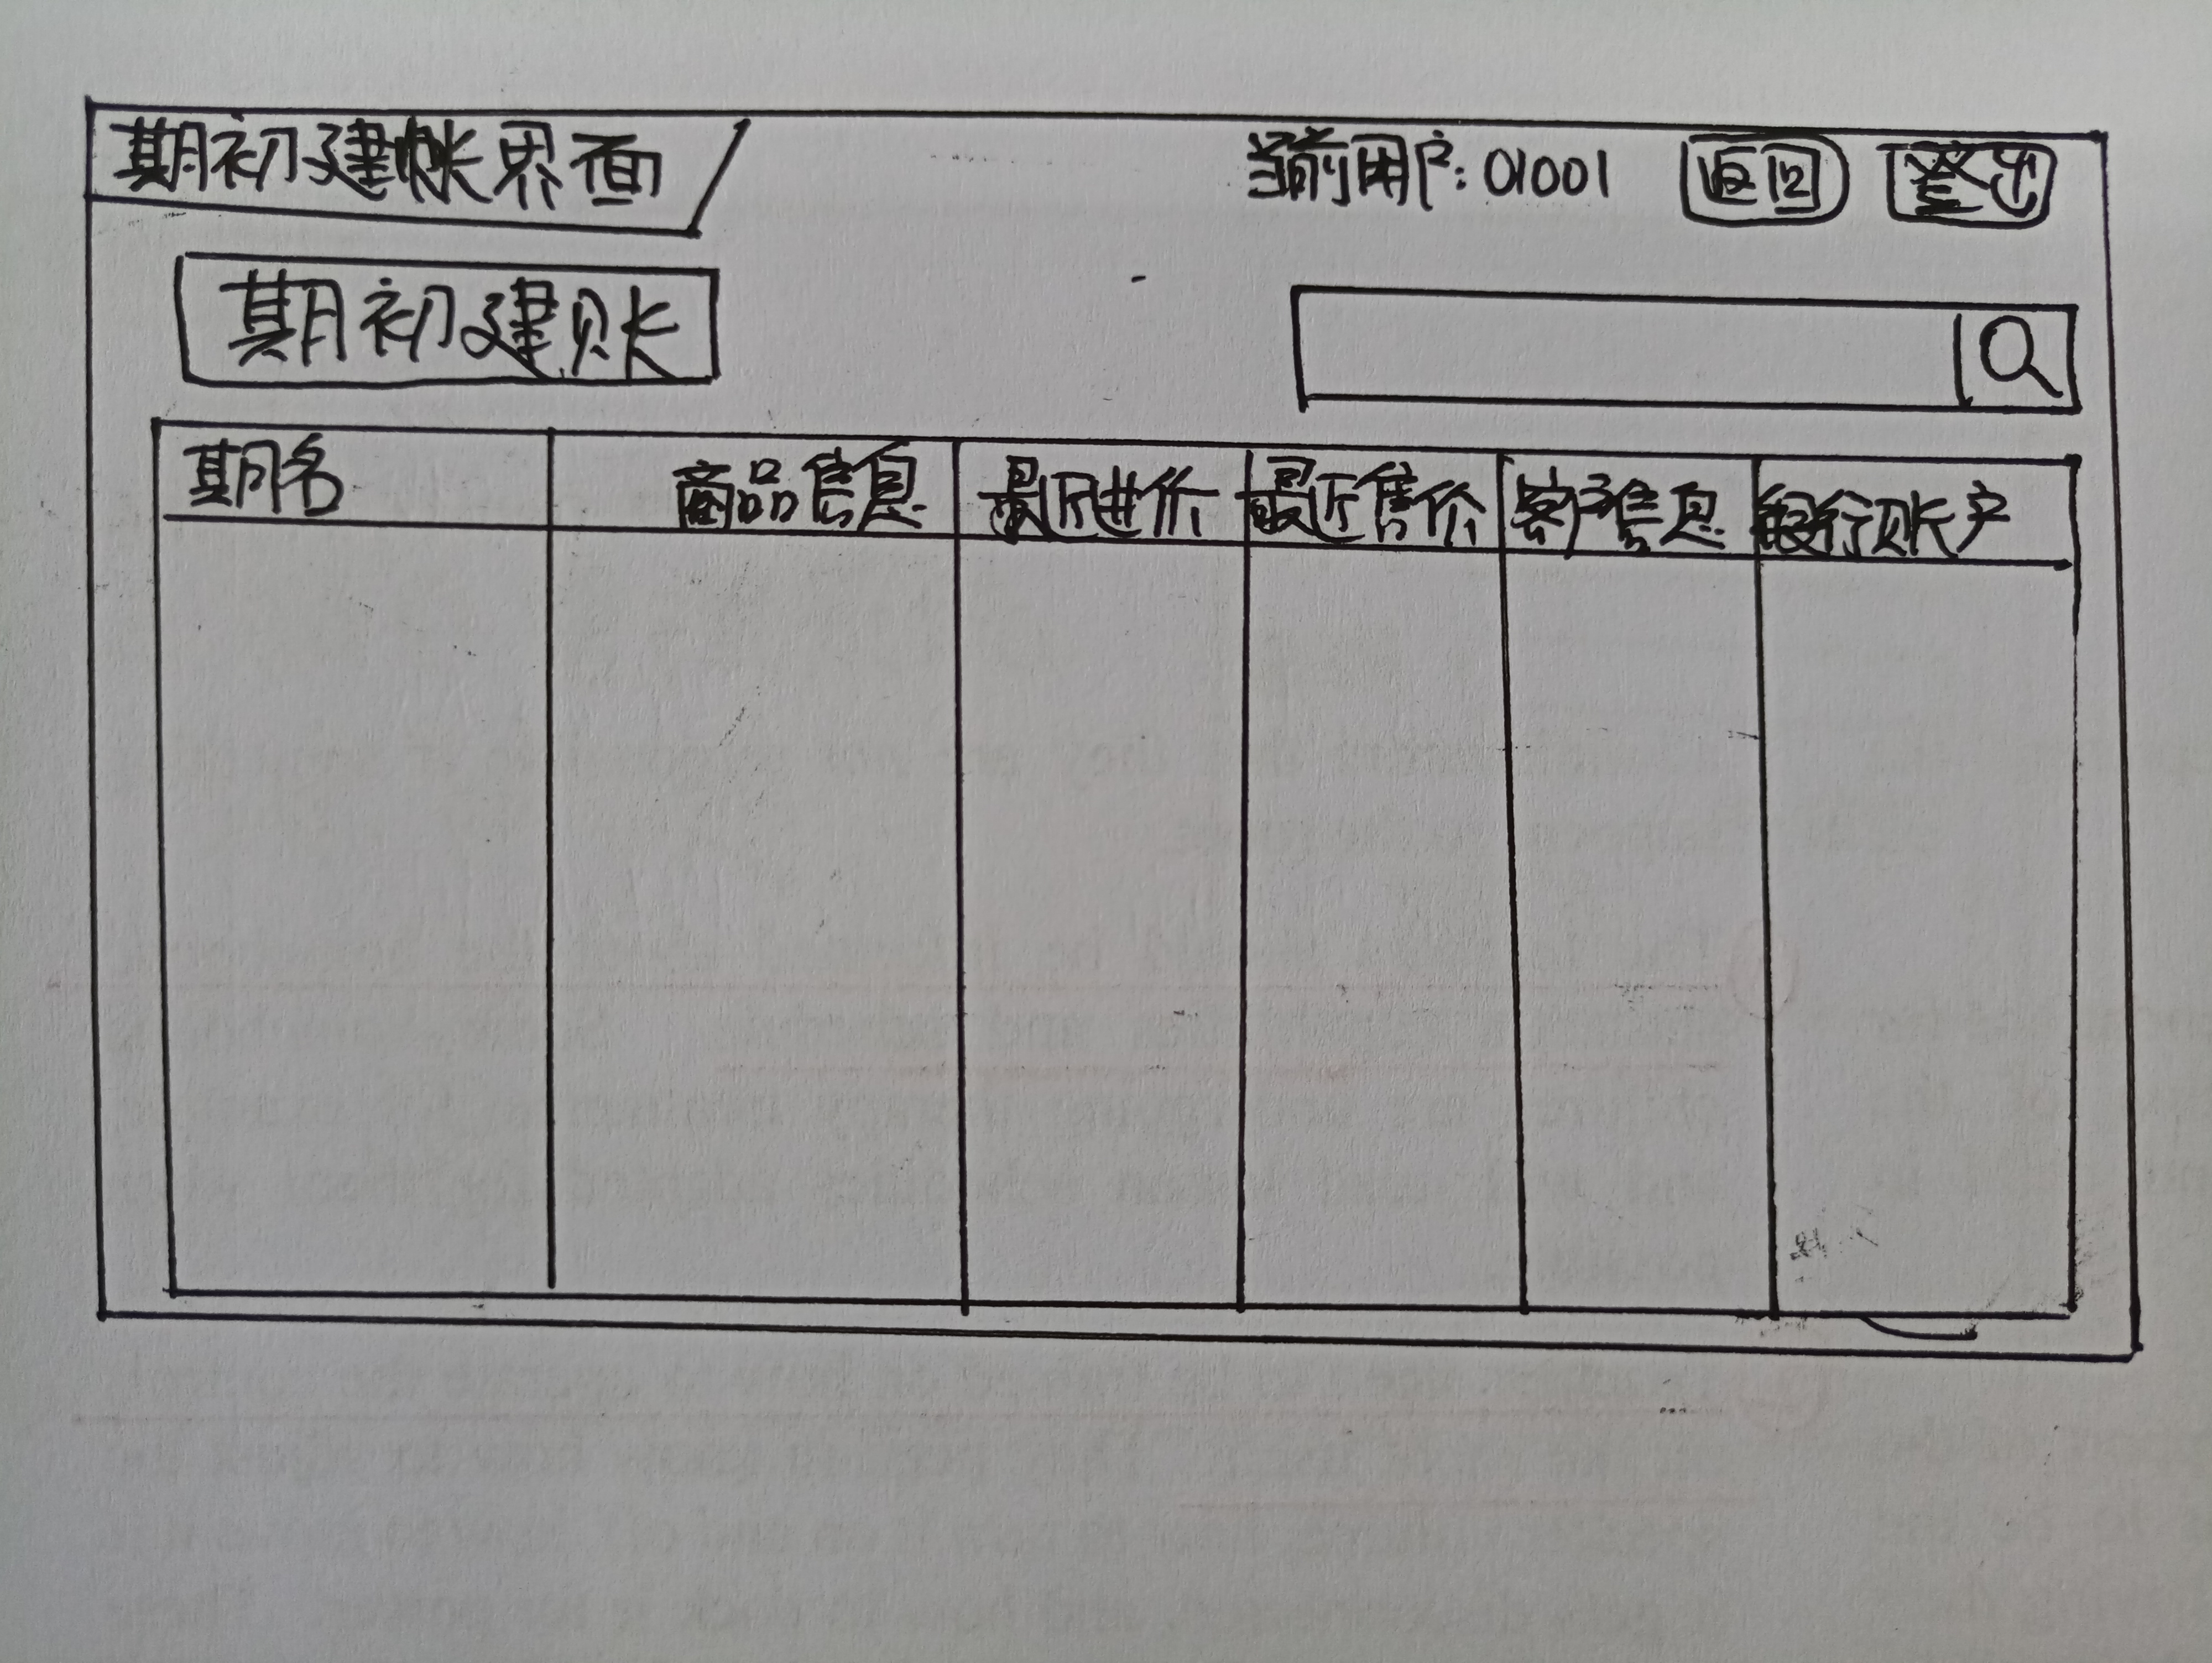 期初建帐界面 当前用户：01001 返回 登出
期初建账
期名 商品信息 最近进价 最近售价 客户信息 银行账户